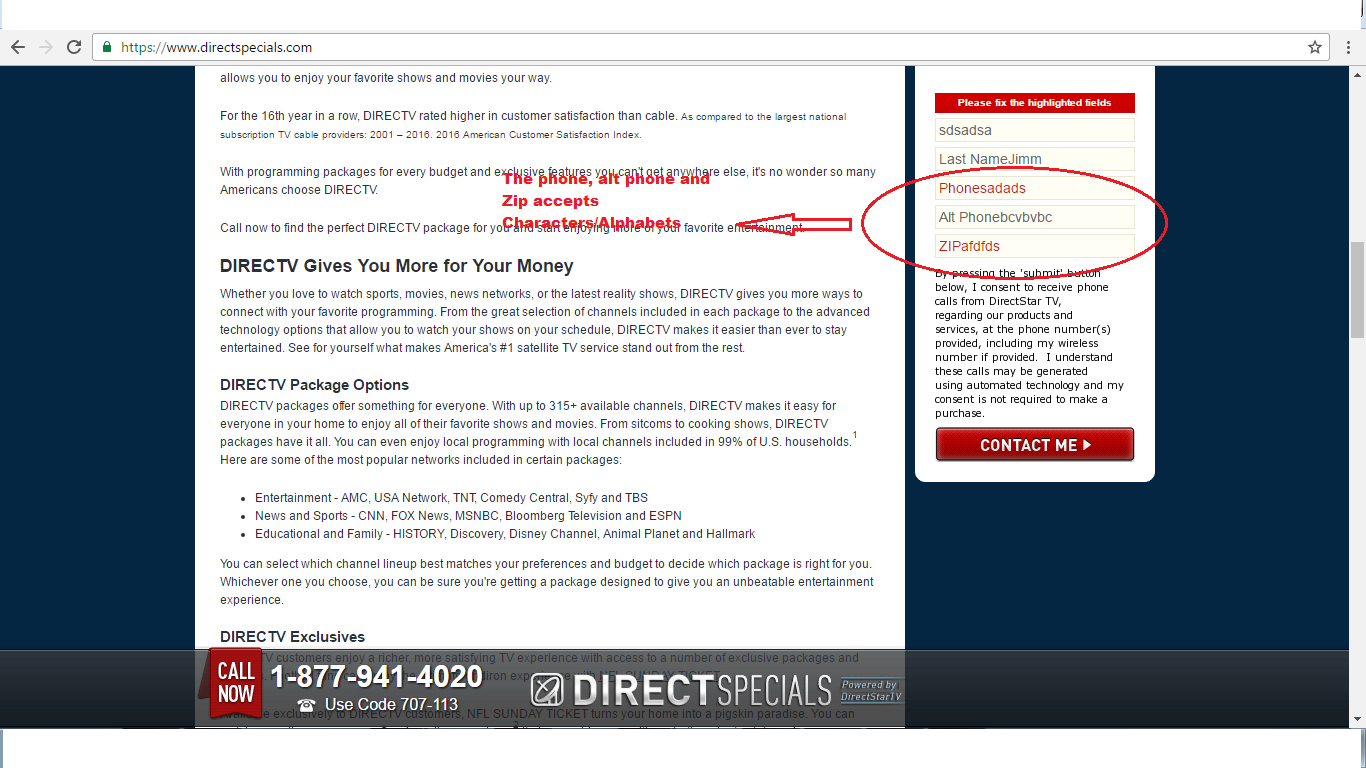 https://www.directspecials.com
allows you to enjoy your favorite shows and movies your way.
For the 16th year in a row, DIRECTV rated higher in customer satisfaction than cable. As compared to the largest national
subscription TV cable providers: 2001 – 2016. 2016 American Customer Satisfaction Index.
With programming packages for every budget and exclusive features you can't get anywhere else, it's no wonder so many
Americans choose DIRECTV.
The phone, alt phone and
Zip accepts
Characters/Alphabets
Call now to find the perfect DIRECTV package for you and start enjoying more of your favorite entertainment.
DIRECTV Gives You More for Your Money
Whether you love to watch sports, movies, news networks, or the latest reality shows, DIRECTV gives you more ways to
connect with your favorite programming. From the great selection of channels included in each package to the advanced
technology options that allow you to watch your shows on your schedule, DIRECTV makes it easier than ever to stay
entertained. See for yourself what makes America's #1 satellite TV service stand out from the rest.
DIRECTV Package Options
DIRECTV packages offer something for everyone. With up to 315+ available channels, DIRECTV makes it easy for
everyone in your home to enjoy all of their favorite shows and movies. From sitcoms to cooking shows, DIRECTV
packages have it all. You can even enjoy local programming with local channels included in 99% of U.S. households.1
Here are some of the most popular networks included in certain packages:
• Entertainment - AMC, USA Network, TNT, Comedy Central, Syfy and TBS
• News and Sports - CNN, FOX News, MSNBC, Bloomberg Television and ESPN
• Educational and Family - HISTORY, Discovery, Disney Channel, Animal Planet and Hallmark
You can select which channel lineup best matches your preferences and budget to decide which package is right for you.
Whichever one you choose, you can be sure you're getting a package designed to give you an unbeatable entertainment
experience.
DIRECTV Exclusives
customers enjoy a richer, more satisfying TV experience with access to a number of exclusive packages and
exclusively to DIRECTV customers, NFL SUNDAY TICKET turns your home into a pigskin paradise. You can
Please fix the highlighted fields
sdsadsa
Last NameJimm
Phonesadads
Alt Phonebcvbvbc
ZIPafdfds
By pressing the 'submit' button
below, I consent to receive phone
calls from DirectStar TV,
regarding our products and
services, at the phone number(s)
provided, including my wireless
number if provided. I understand
these calls may be generated
using automated technology and my
consent is not required to make a
purchase.
CONTACT ME
CALL
NOW
1-877-941-4020
Use Code 707-113
DIRECTSPECIALS
Powered by
DirectStarTV